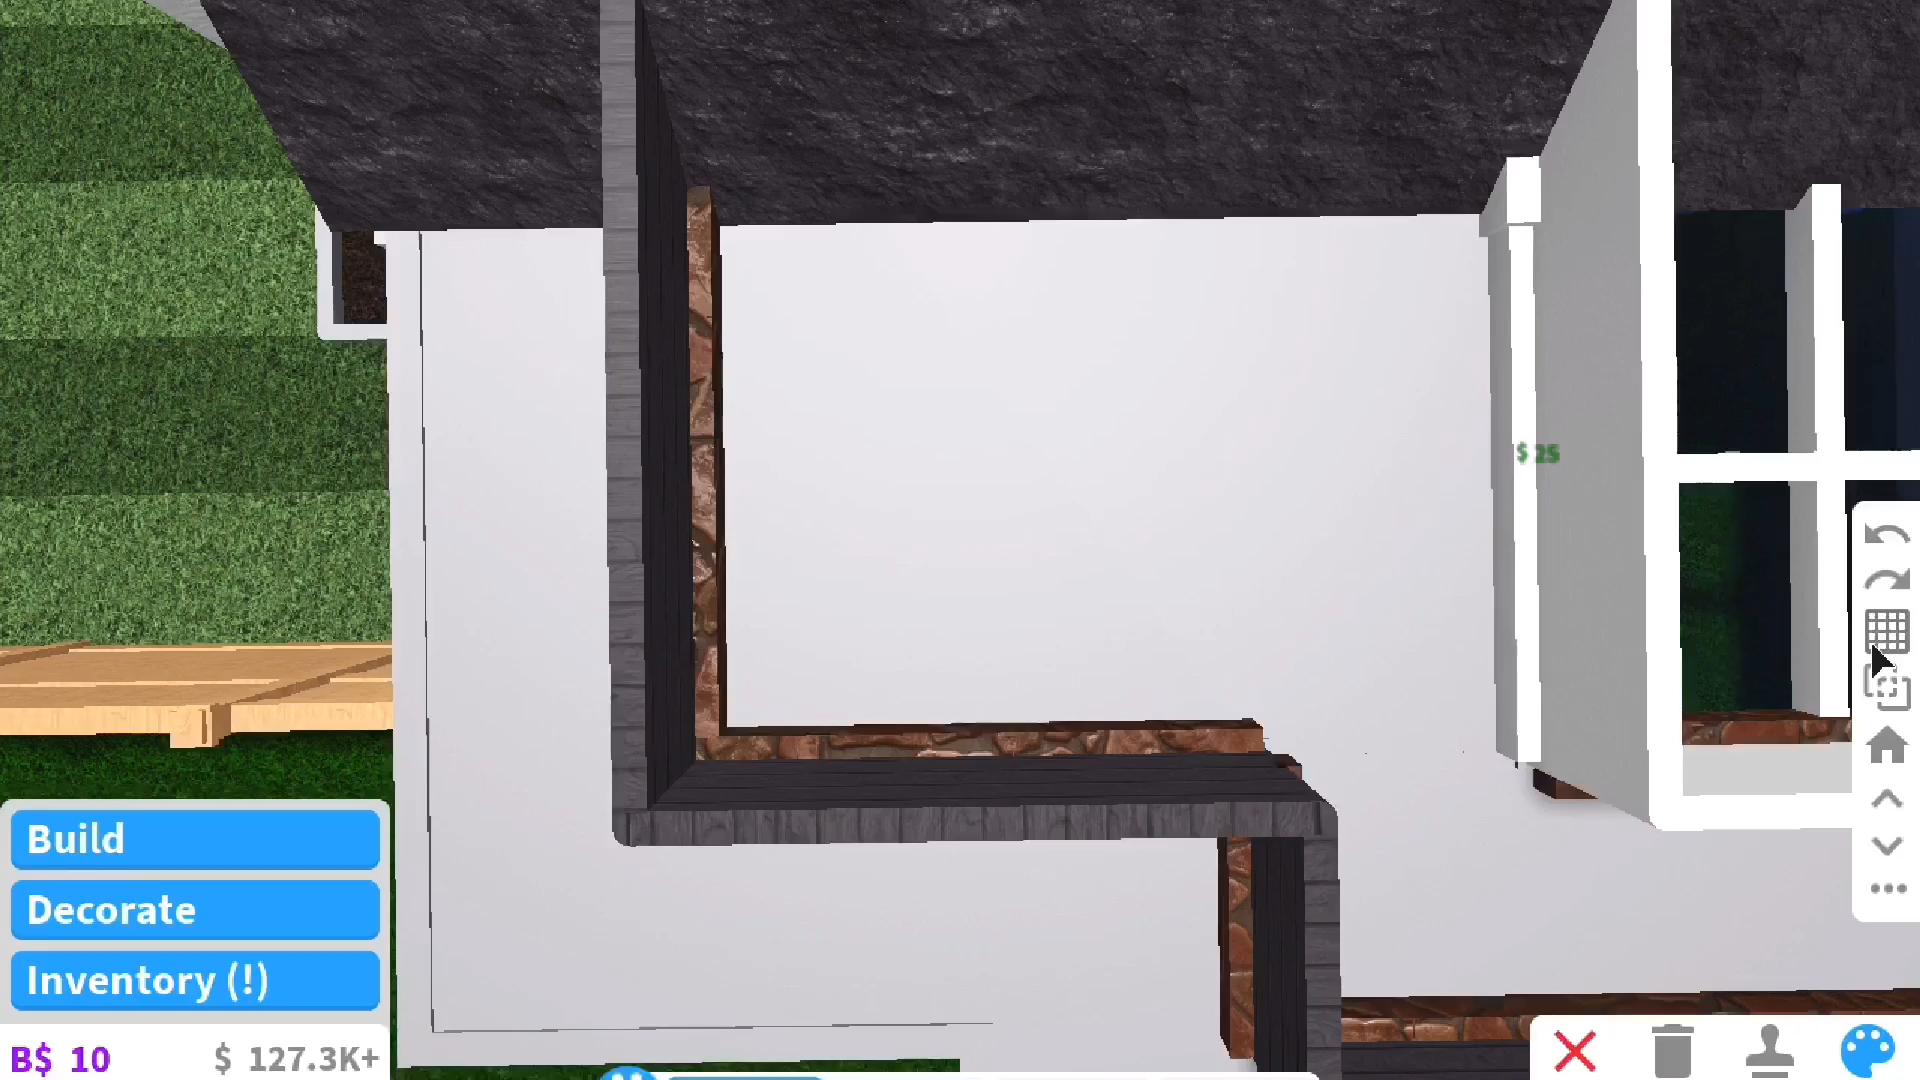 $ 25
Build
Decorate
Inventory (!)
B$ 10
$ 127.3K+